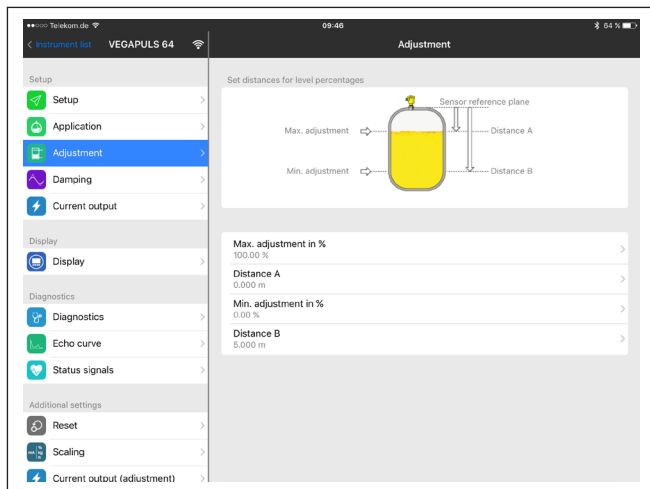 Telekom.de 09:46 64 %
Instrument list VEGAPULS 64 Adjustment
Setup
Setup
Application
Adjustment
Damping
Current output
Display
Display
Diagnostics
Diagnostics
Echo curve
Status signals
Additional settings
Reset
Scaling
Current output (adjustment)
Set distances for level percentages
Sensor reference plane
Max. adjustment
Distance A
Min. adjustment
Distance B
Max. adjustment in %
100.00 %
Distance A
0.000 m
Min. adjustment in %
0.00 %
Distance B
5.000 m